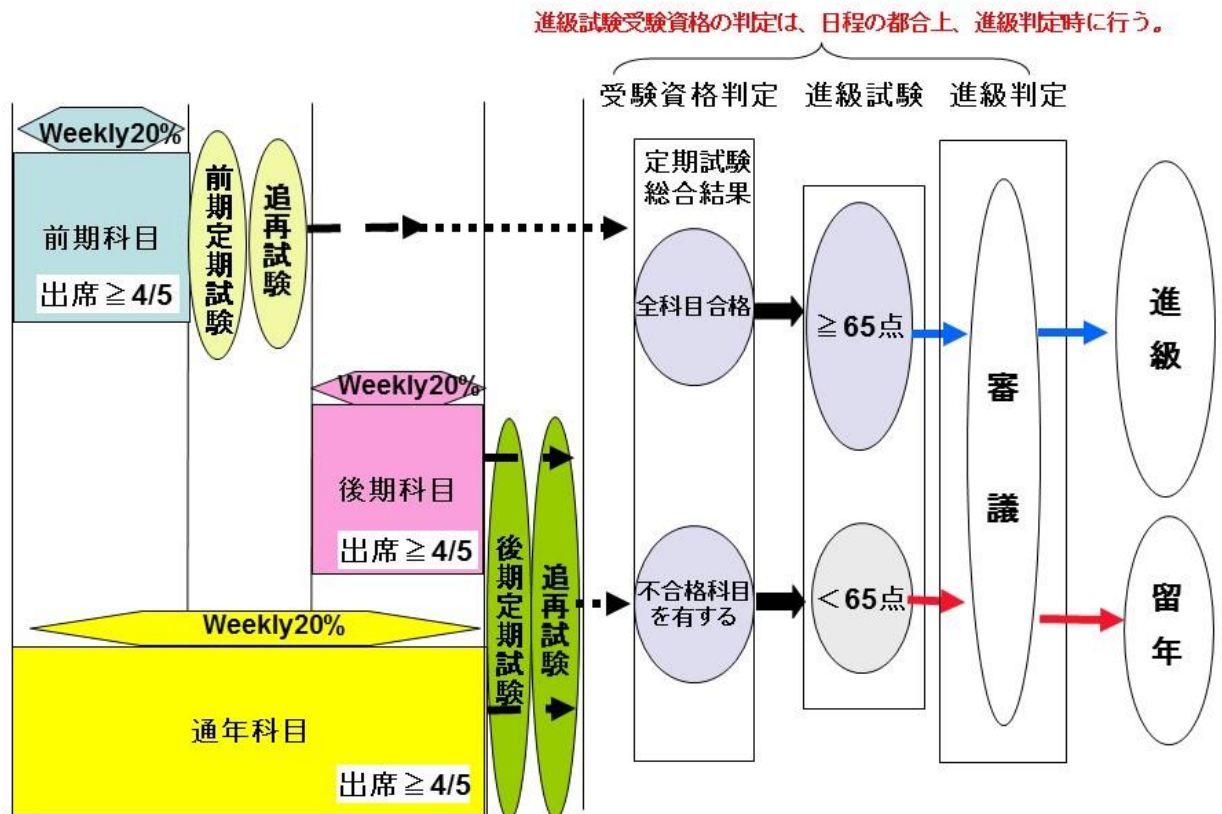 進級試験受験資格の判定は、日程の都合上、進級判定時に行う。
受験資格判定
進級試験
進級判定
Weekly20%
前期科目
出席≧4/5
前期定期試験
追再試験
定期試験
総合結果
全科目合格
≧65点
審議
進級
Weekly20%
後期科目
出席≧4/5
後期定期試験
追再試験
不合格科目
を有する
＜65点
留年
Weekly20%
通年科目
出席≧4/5